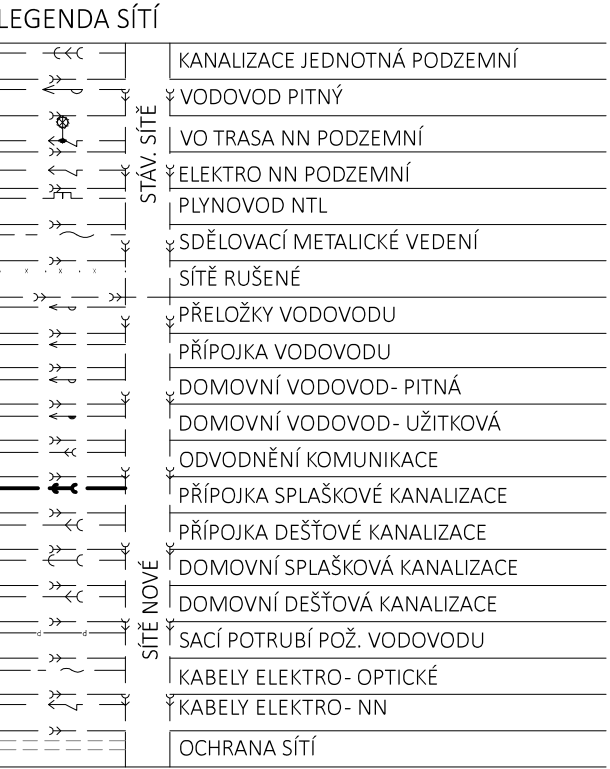 LEGENDA SÍTÍ
STÁV. SÍTĚ
KANALIZACE JEDNOTNÁ PODZEMNÍ
VODOVOD PITNÝ
VO TRASA NN PODZEMNÍ
ELEKTRO NN PODZEMNÍ
PLYNOVOD NTL
SDĚLOVACÍ METALICKÉ VEDENÍ
SÍTĚ RUŠENÉ
SÍTĚ NOVÉ
PŘELOŽKY VODOVODU
PŘÍPOJKA VODOVODU
DOMOVNÍ VODOVOD- PITNÁ
DOMOVNÍ VODOVOD- UŽITKOVÁ
ODVODNĚNÍ KOMUNIKACE
PŘÍPOJKA SPLAŠKOVÉ KANALIZACE
PŘÍPOJKA DEŠŤOVÉ KANALIZACE
DOMOVNÍ SPLAŠKOVÁ KANALIZACE
DOMOVNÍ DEŠŤOVÁ KANALIZACE
d d
SACÍ POTRUBÍ POŽ. VODOVODU
KABELY ELEKTRO- OPTICKÉ
KABELY ELEKTRO- NN
OCHRANA SÍTÍ